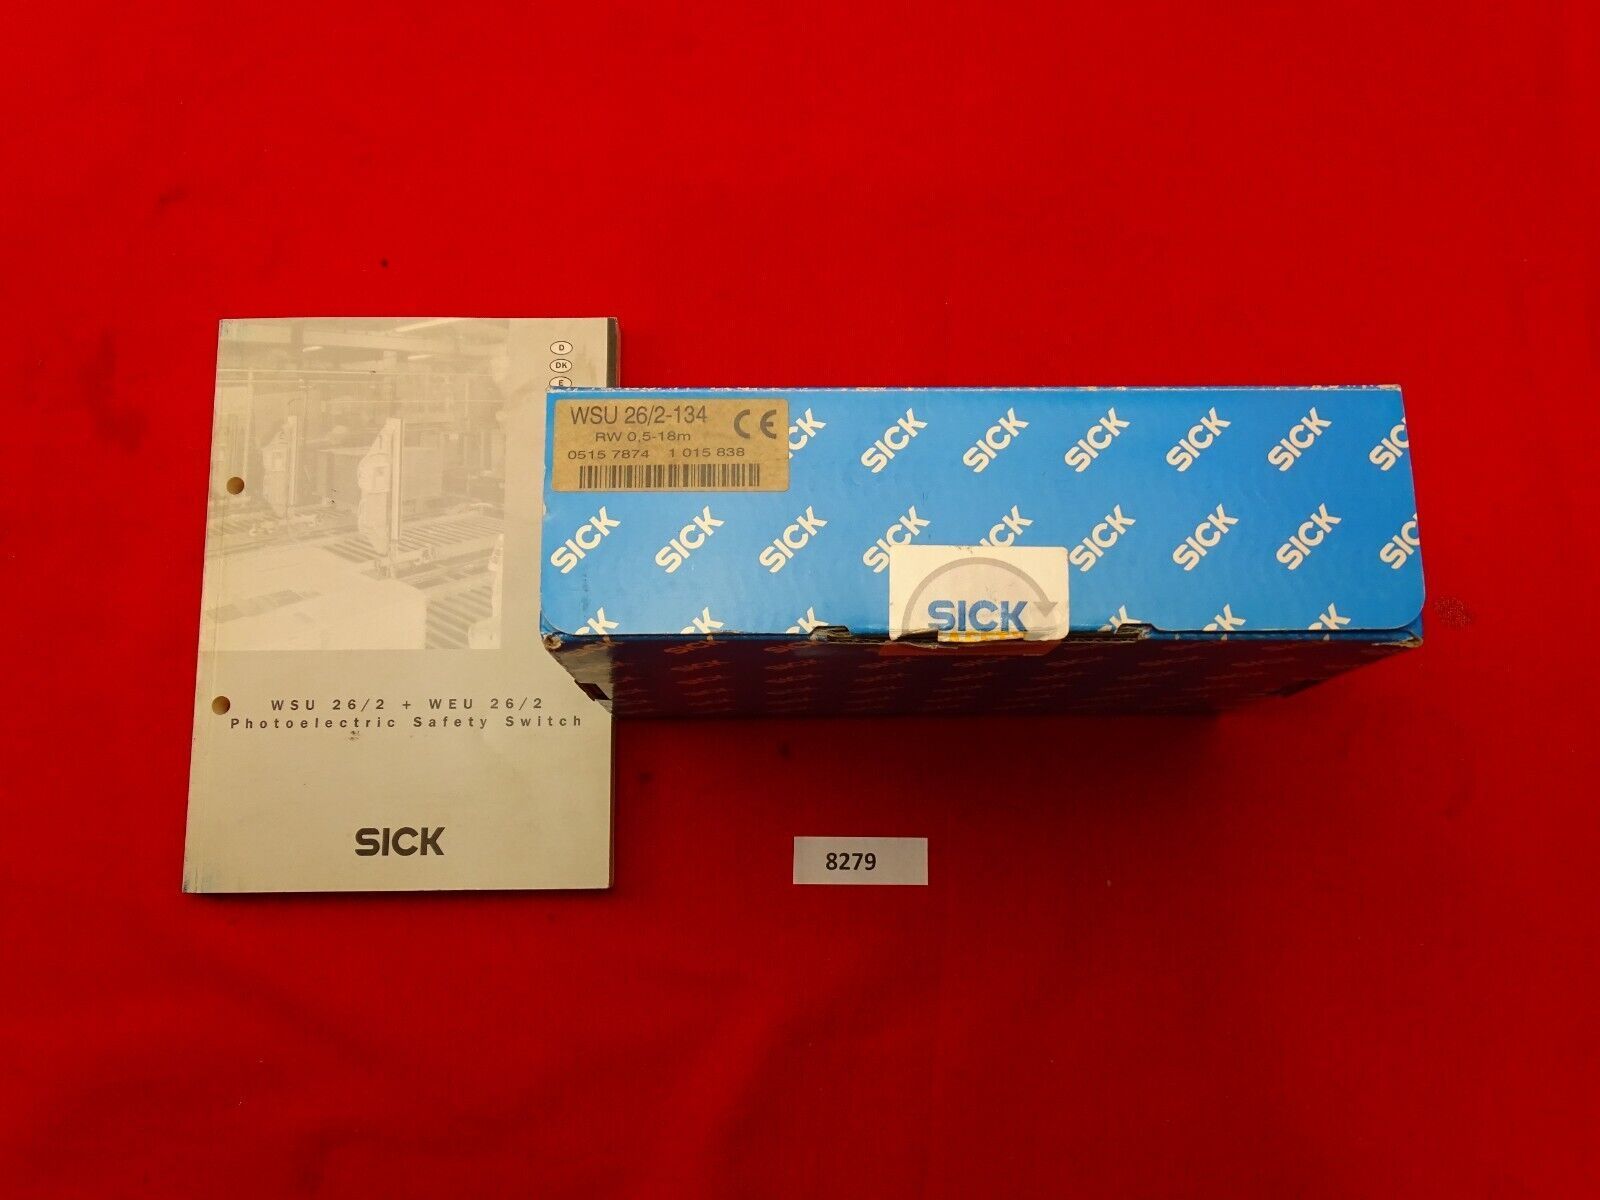 D
DK
E
WSU 26/2 + WEU 26/2
Photoelectric Safety Switch
SICK
WSU 26/2-134 CE
RW 0,5-18m
0515 7874 1 015 838
SICK SICK SICK SICK SICK SICK
SICK SICK SICK SICK SICK SICK SICK SICK SICK
SICK
8279